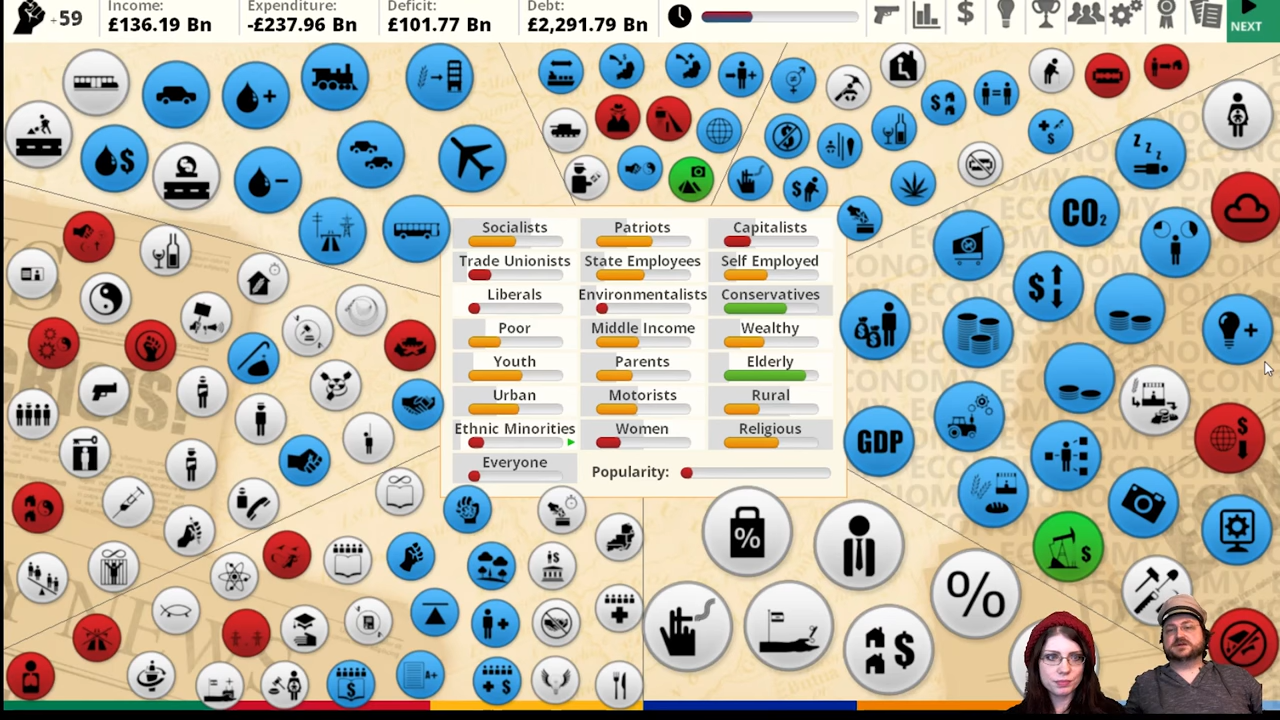 Income: Expenditure: Deficit: Debt:
+59 £136.19 Bn -£237.96 Bn £101.77 Bn £2,291.79 Bn NEXT
Socialists Patriots Capitalists
Trade Unionists State Employees Self Employed
Liberals Environmentalists Conservatives
Poor Middle Income Wealthy
Youth Parents Elderly
Urban Motorists Rural
Ethnic Minorities Women Religious
Everyone Popularity:
CO₂
GDP
%